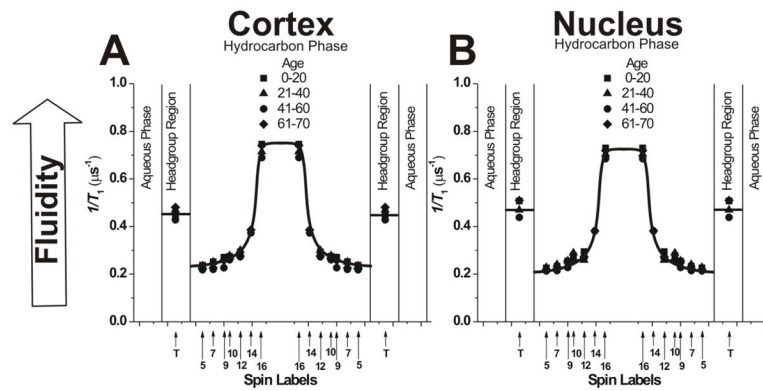 Cortex
Hydrocarbon Phase
A
Age
0-20
21-40
41-60
61-70
Fluidity
1/T1 (μs-1)
1.0
0.8
0.6
0.4
0.2
0.0
Aqueous Phase
Headgroup Region
Headgroup Region
Aqueous Phase
T 5 7 9 10 12 14 16 16 14 12 10 9 7 5 T
Spin Labels
Nucleus
Hydrocarbon Phase
B
Age
0-20
21-40
41-60
61-70
1/T1 (μs-1)
1.0
0.8
0.6
0.4
0.2
0.0
Aqueous Phase
Headgroup Region
Headgroup Region
Aqueous Phase
T 5 7 9 10 12 14 16 16 14 12 10 9 7 5 T
Spin Labels